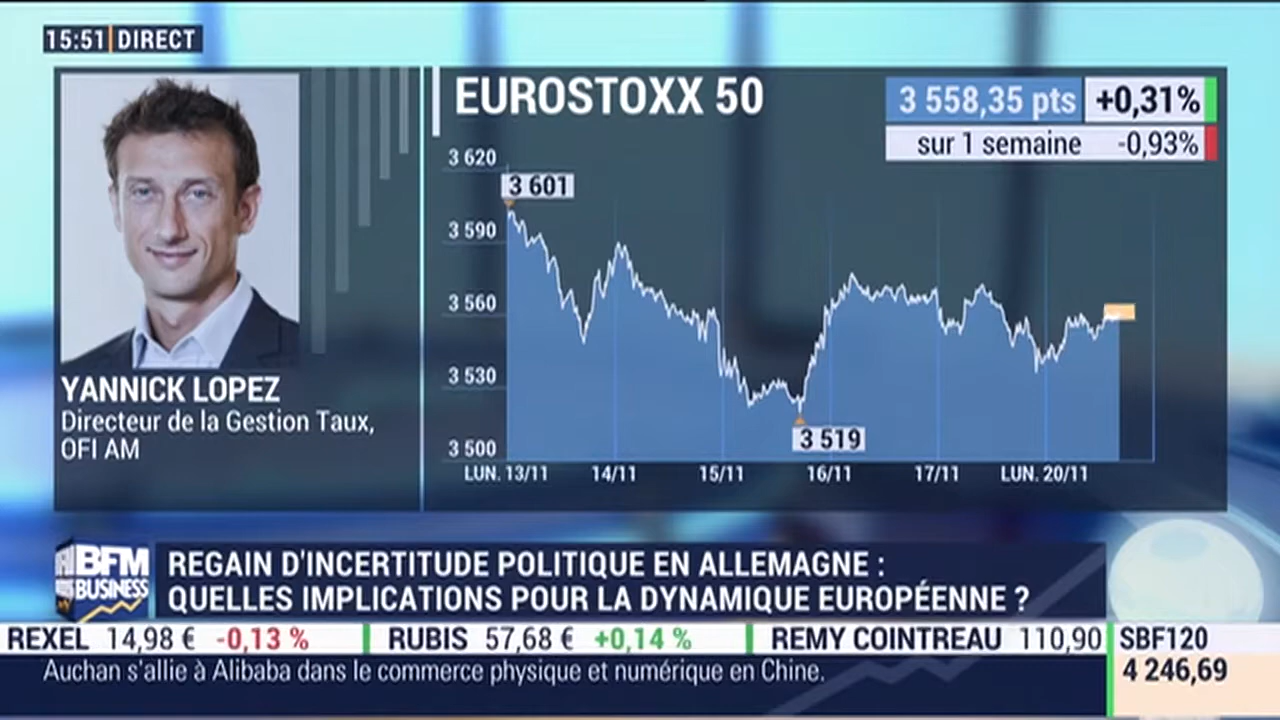 15:51 DIRECT
EUROSTOXX 50
3 558,35 pts +0,31%
sur 1 semaine -0,93%
3 620
3 601
3 590
3 560
3 530
3 519
3 500
LUN. 13/11 14/11 15/11 16/11 17/11 LUN. 20/11
YANNICK LOPEZ
Directeur de la Gestion Taux,
OFI AM
BFM
BUSINESS
REGAIN D'INCERTITUDE POLITIQUE EN ALLEMAGNE :
QUELLES IMPLICATIONS POUR LA DYNAMIQUE EUROPÉENNE ?
REXEL 14,98 € -0,13 % RUBIS 57,68 € +0,14 % REMY COINTREAU 110,90
SBF120
4 246,69
Auchan s'allie à Alibaba dans le commerce physique et numérique en Chine.